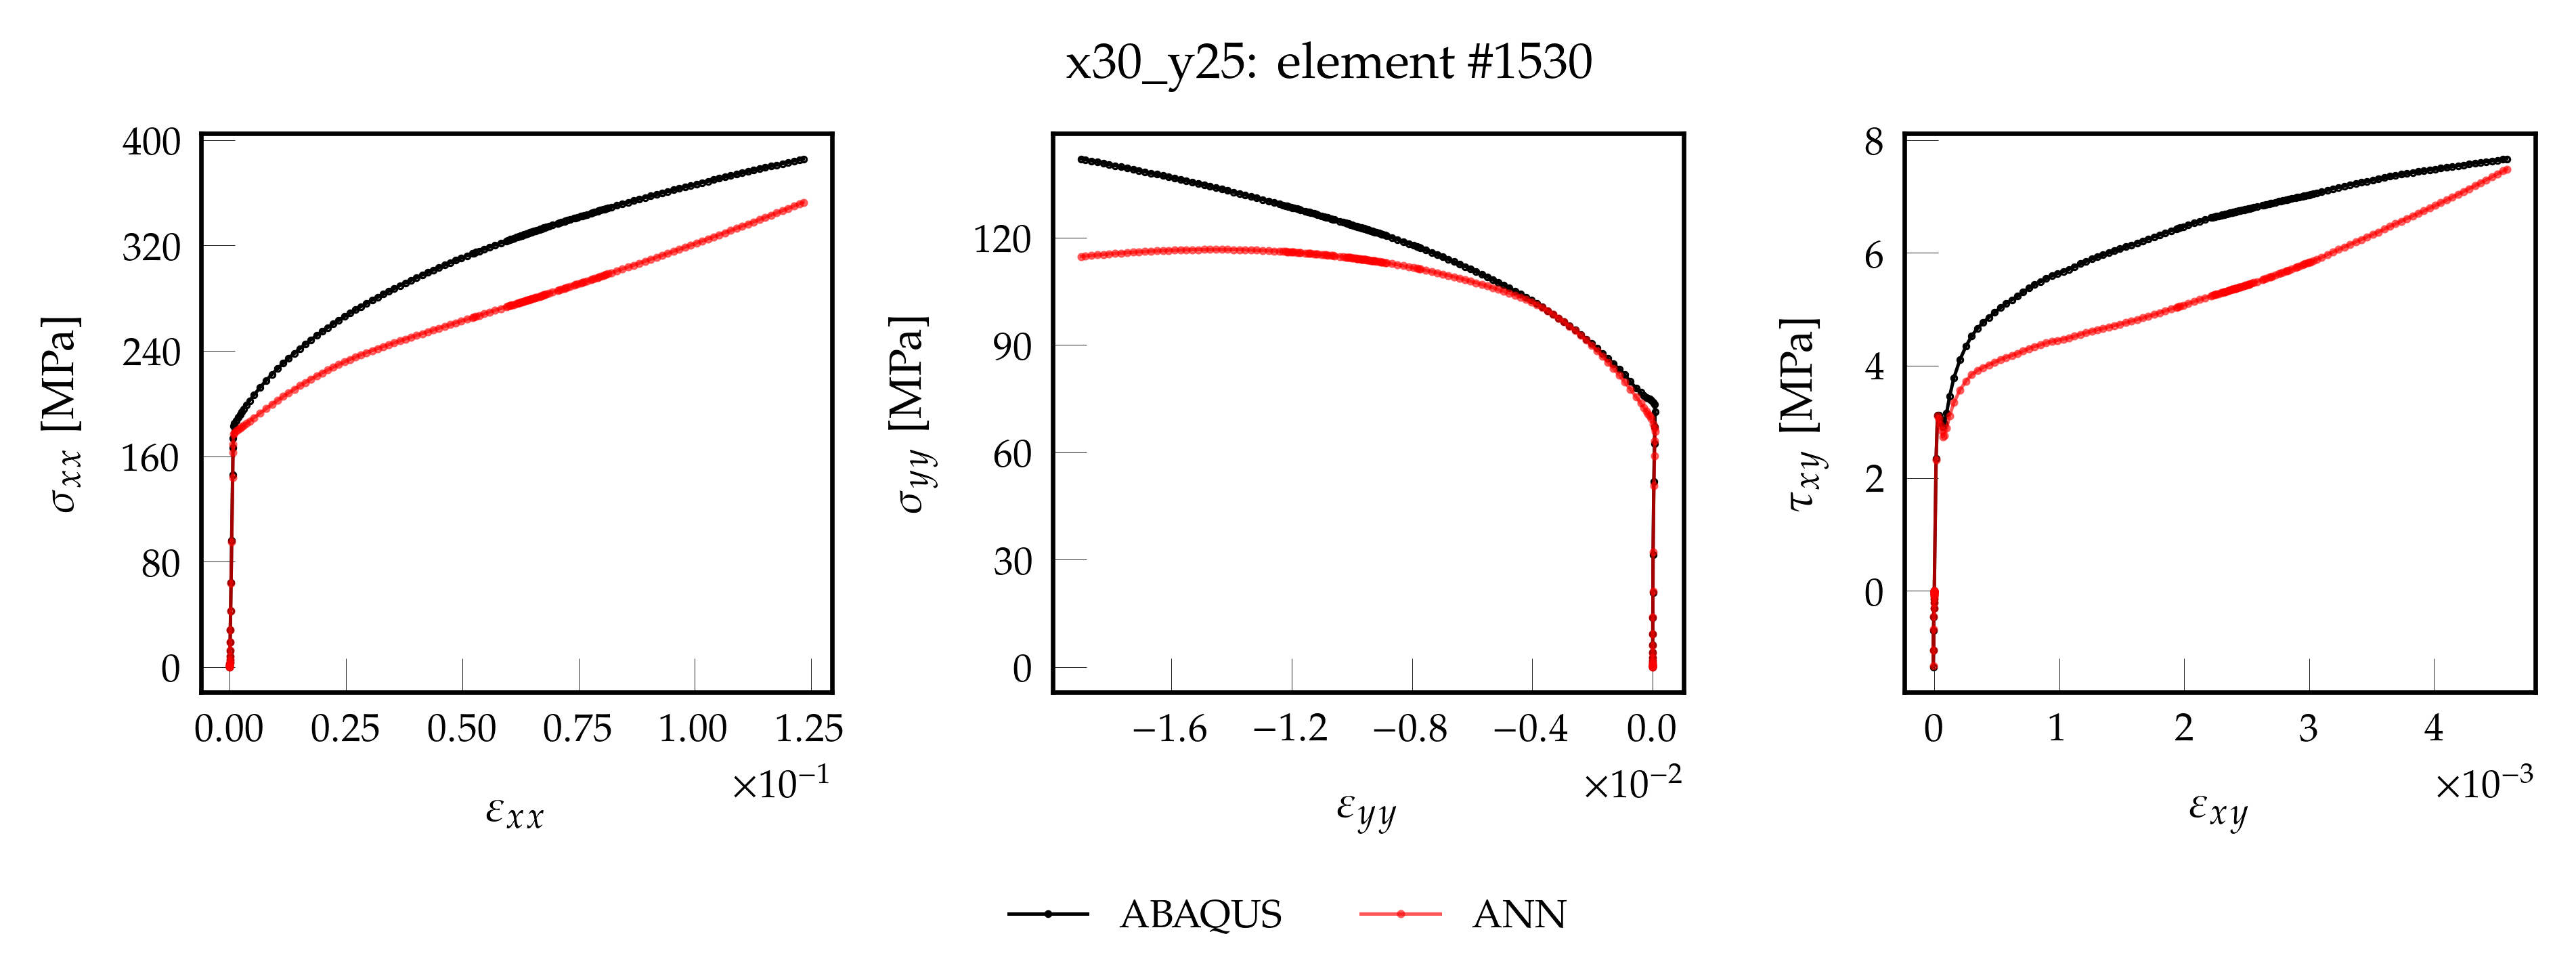 x30_y25: element #1530
σxx [MPa]
400
320
240
160
80
0
0.00 0.25 0.50 0.75 1.00 1.25
×10⁻¹
εxx
σyy [MPa]
120
90
60
30
0
−1.6 −1.2 −0.8 −0.4 0.0
×10⁻²
εyy
τxy [MPa]
8
6
4
2
0
0 1 2 3 4
×10⁻³
εxy
ABAQUS ANN